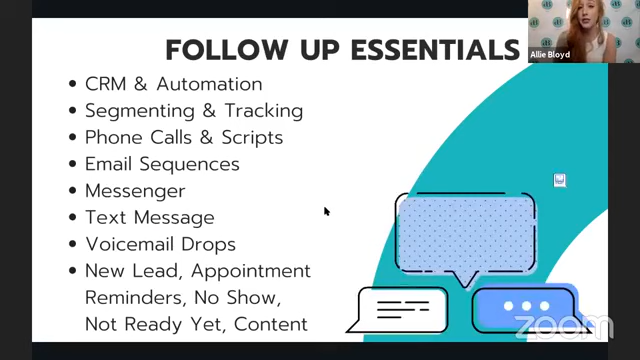 FOLLOW UP ESSENTIALS
Allie Bloyd
• CRM & Automation
• Segmenting & Tracking
• Phone Calls & Scripts
• Email Sequences
• Messenger
• Text Message
• Voicemail Drops
• New Lead, Appointment
Reminders, No Show,
Not Ready Yet, Content
zoom